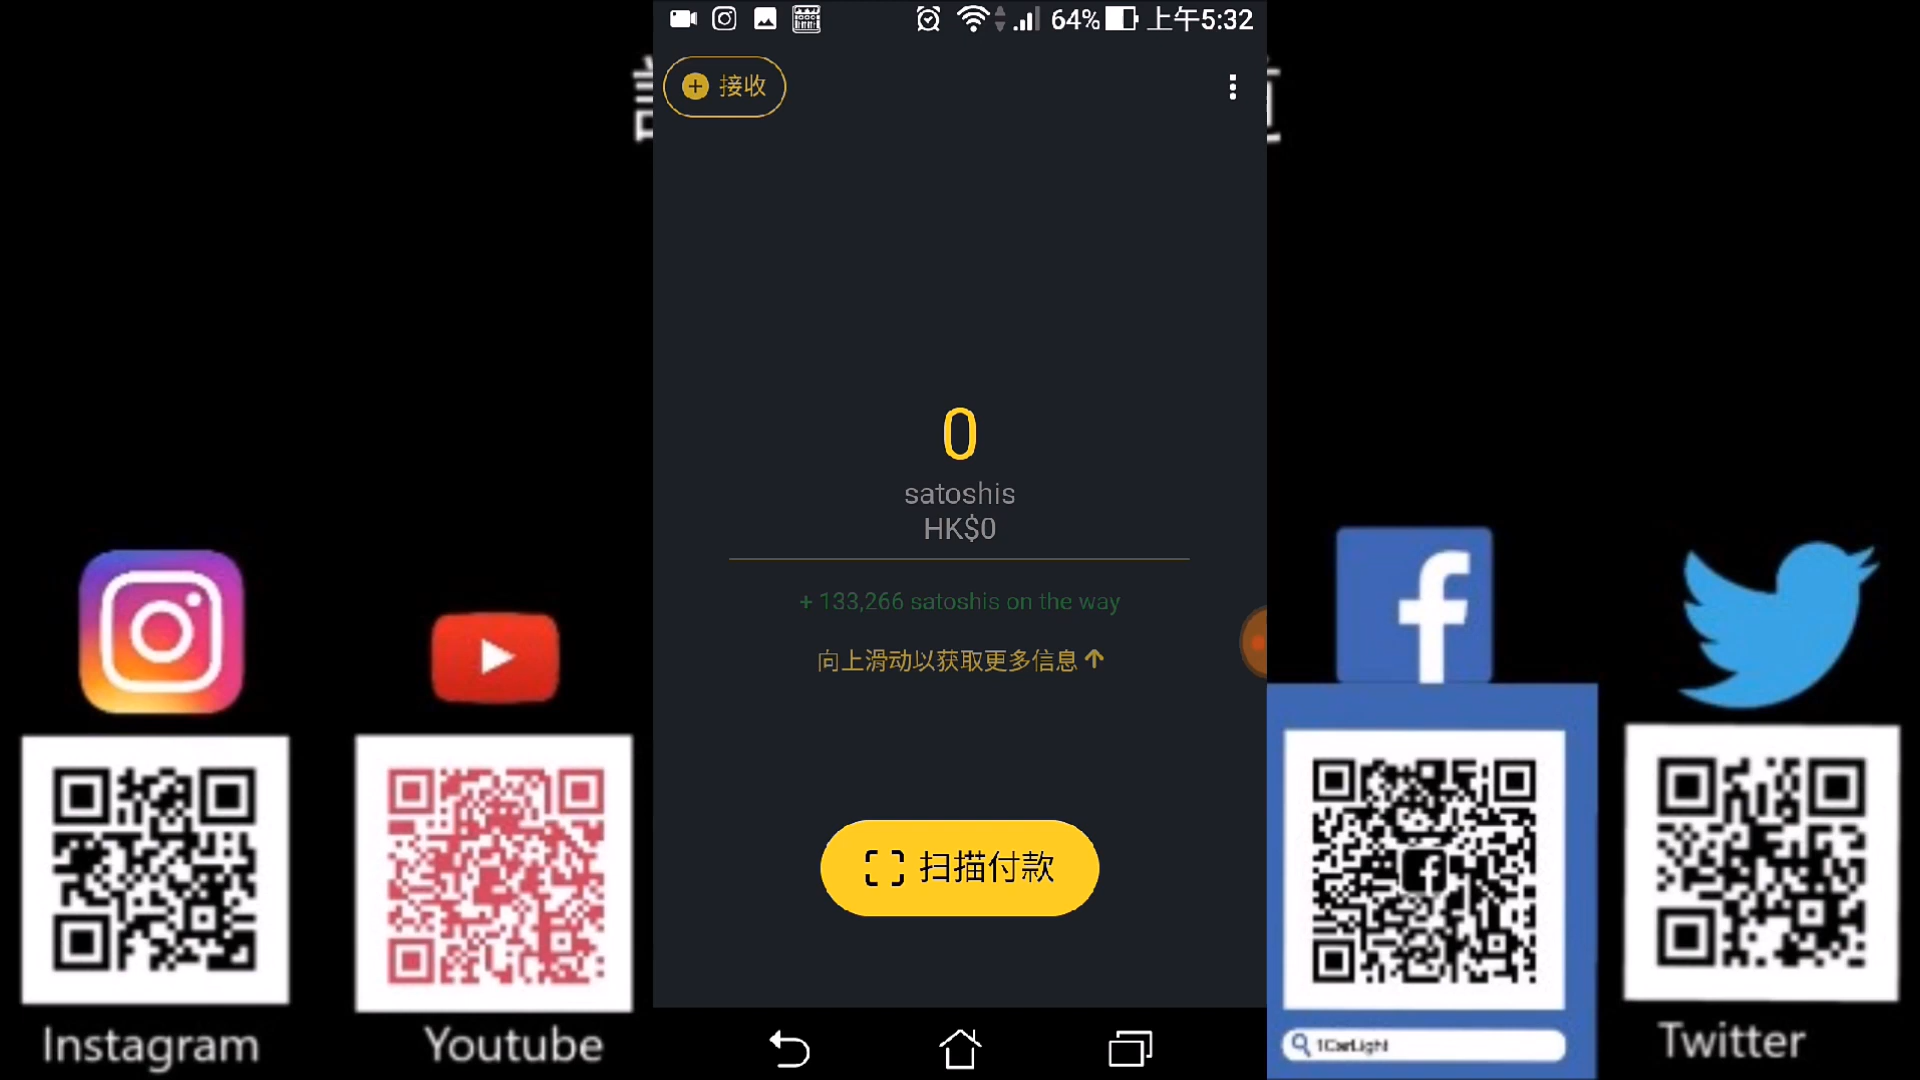 64% 上午5:32
接收
0
satoshis
HK$0
+ 133,266 satoshis on the way
向上滑动以获取更多信息
扫描付款
Instagram
Youtube
1CarLight
Twitter